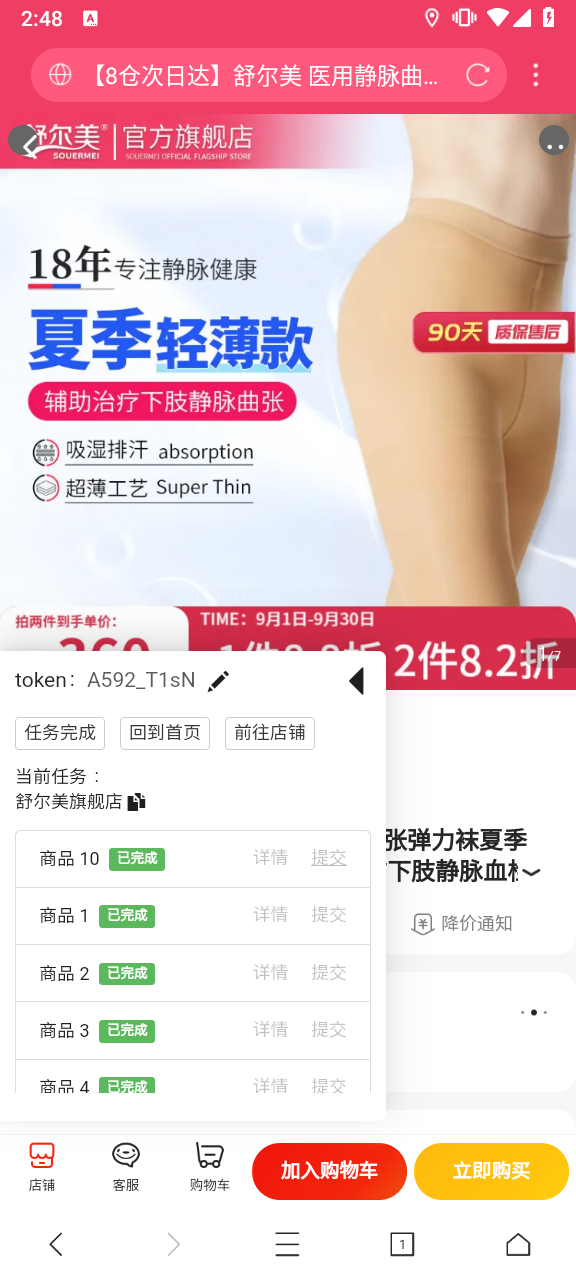 2:48
【8仓次日达】舒尔美 医用静脉曲…
舒尔美® 官方旗舰店
SOUERMEI SOUERMEI OFFICIAL FLAGSHIP STORE
18年专注静脉健康
夏季轻薄款
90天 质保售后
辅助治疗下肢静脉曲张
吸湿排汗 absorption
超薄工艺 Super Thin
拍两件到手单价:
TIME: 9月1日-9月30日
2件8.2折
1/7
token: A592_T1sN
任务完成 回到首页 前往店铺
当前任务 :
舒尔美旗舰店
张弹力袜夏季
下肢静脉血
降价通知
商品 10 已完成 详情 提交
商品 1 已完成 详情 提交
商品 2 已完成 详情 提交
商品 3 已完成 详情 提交
商品 4 已完成 详情 提交
店铺 客服 购物车 加入购物车 立即购买
1